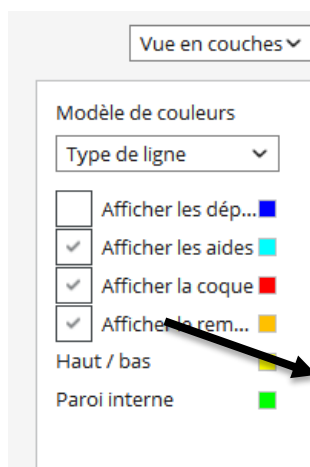 Vue en couches
Modèle de couleurs
Type de ligne
Afficher les dép...
Afficher les aides
Afficher la coque
Afficher le rem...
Haut / bas
Paroi interne